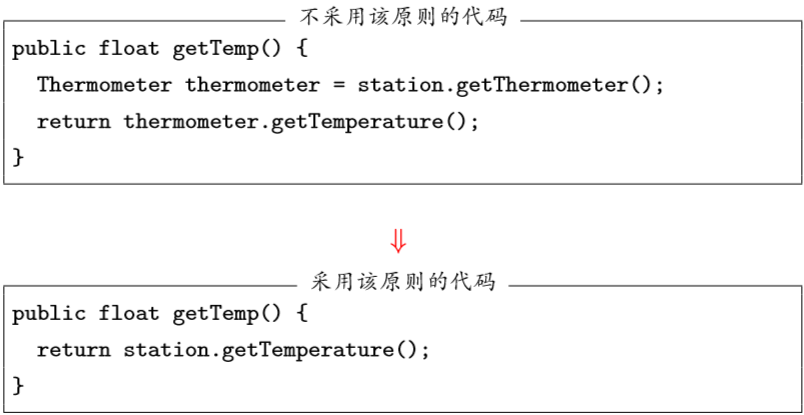 不采用该原则的代码
public float getTemp() {
Thermometer thermometer = station.getThermometer();
return thermometer.getTemperature();
}
⇓
采用该原则的代码
public float getTemp() {
return station.getTemperature();
}